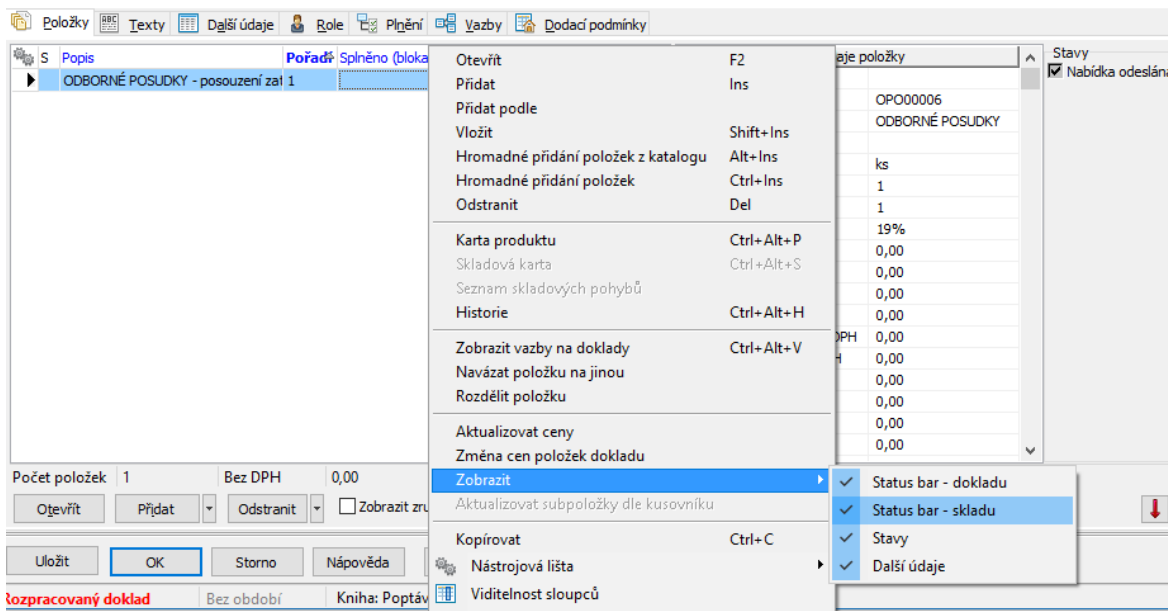 Položky ABC Texty Další údaje Role Plnění Vazby Dodací podmínky
S Popis Pořadí Splněno (bloka
ODBORNÉ POSUDKY - posouzení zat 1
Otevřít F2
Přidat Ins
Přidat podle
Vložit Shift+Ins
Hromadné přidání položek z katalogu Alt+Ins
Hromadné přidání položek Ctrl+Ins
Odstranit Del
Karta produktu Ctrl+Alt+P
Skladová karta Ctrl+Alt+S
Seznam skladových pohybů
Historie Ctrl+Alt+H
Zobrazit vazby na doklady Ctrl+Alt+V
Navázat položku na jinou
Rozdělit položku
Aktualizovat ceny
Změna cen položek dokladu
Zobrazit
Aktualizovat subpoložky dle kusovníku
Kopírovat Ctrl+C
Nástrojová lišta
Viditelnost sloupců
Status bar - dokladu
Status bar - skladu
Stavy
Další údaje
aje položky
OPO00006
ODBORNÉ POSUDKY
ks
1
1
19%
0,00
0,00
0,00
0,00
DPH 0,00
H 0,00
0,00
0,00
0,00
0,00
Stavy
Nabídka odeslána
Počet položek 1 Bez DPH 0,00
Otevřít Přidat Odstranit Zobrazit zru
Uložit OK Storno Nápověda
Rozpracovaný doklad Bez období Kniha: Poptáv